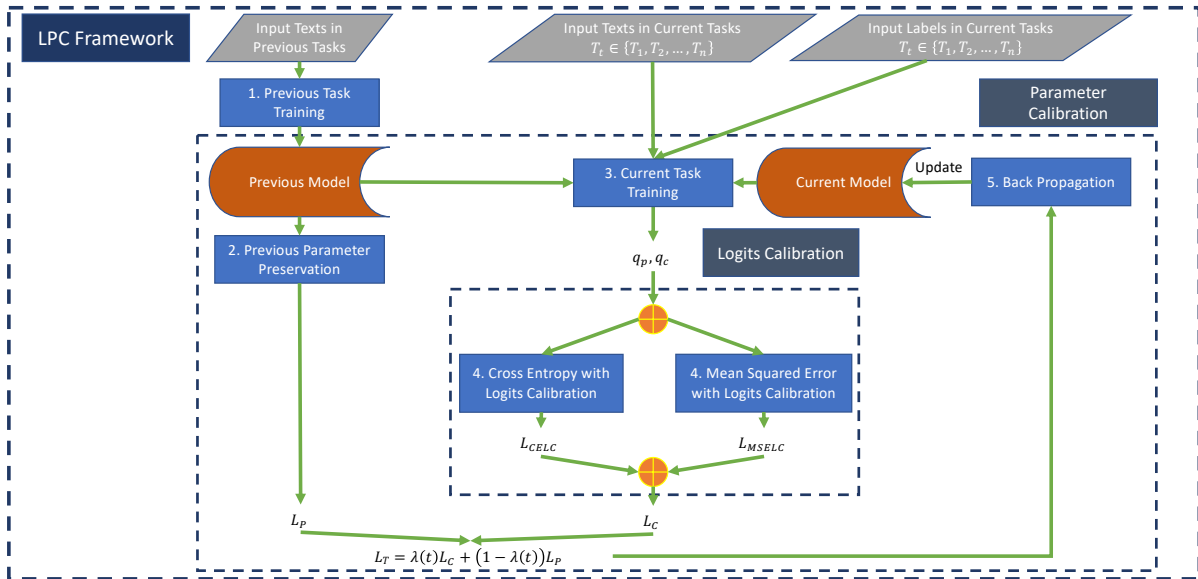 LPC Framework
Input Texts in
Previous Tasks
Input Texts in Current Tasks
T_t ∈ {T_1, T_2, ... , T_n}
Input Labels in Current Tasks
T_t ∈ {T_1, T_2, ... , T_n}
1. Previous Task
Training
Parameter
Calibration
Previous Model
3. Current Task
Training
Current Model
Update
5. Back Propagation
2. Previous Parameter
Preservation
q_p, q_c
Logits Calibration
4. Cross Entropy with
Logits Calibration
4. Mean Squared Error
with Logits Calibration
L_CELC
L_MSELC
L_P
L_C
L_T = λ(t)L_C + (1 − λ(t))L_P